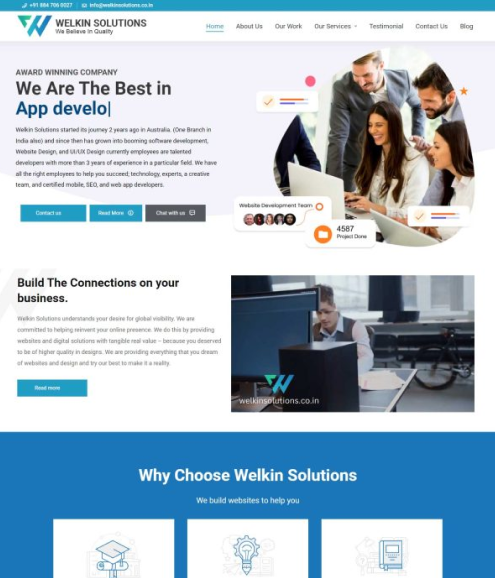 +91 884 706 0027
info@welkinsolutions.co.in
WELKIN SOLUTIONS
We Believe In Quality
Home
About Us
Our Work
Our Services
Testimonial
Contact Us
Blog
AWARD WINNING COMPANY
We Are The Best in
App develo|
Welkin Solutions started its journey 2 years ago in Australia. (One Branch in
India also) and since then has grown into booming software development,
Website Design, and UI/UX Design currently employees are talented
developers with more than 3 years of experience in a particular field. We have
all the right employees to help you succeed; technology, experts, a creative
team, and certified mobile, SEO, and web app developers.
Contact us
Read More
Chat with us
Website Development Team
4587
Project Done
Build The Connections on your
business.
Welkin Solutions understands your desire for global visibility. We are
committed to helping reinvent your online presence. We do this by providing
websites and digital solutions with tangible real value – because you deserved
to be of higher quality in designs. We are providing everything that you dream
of websites and design and try our best to make it a reality.
Read more
welkinsolutions.co.in
Why Choose Welkin Solutions
We build websites to help you